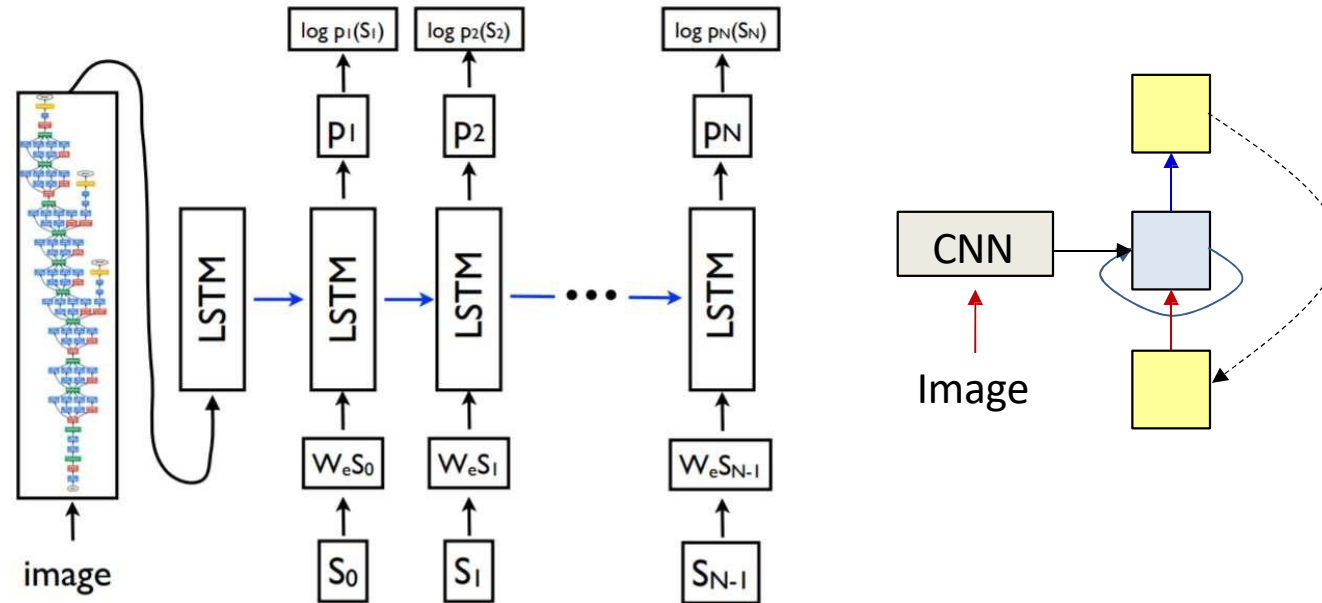 log p₁(S₁) log p₂(S₂) log pN(SN)
p₁ p₂ pN
LSTM LSTM LSTM ••• LSTM
WₑS₀ WₑS₁ WₑSN-1
image S₀ S₁ SN-1
CNN
Image